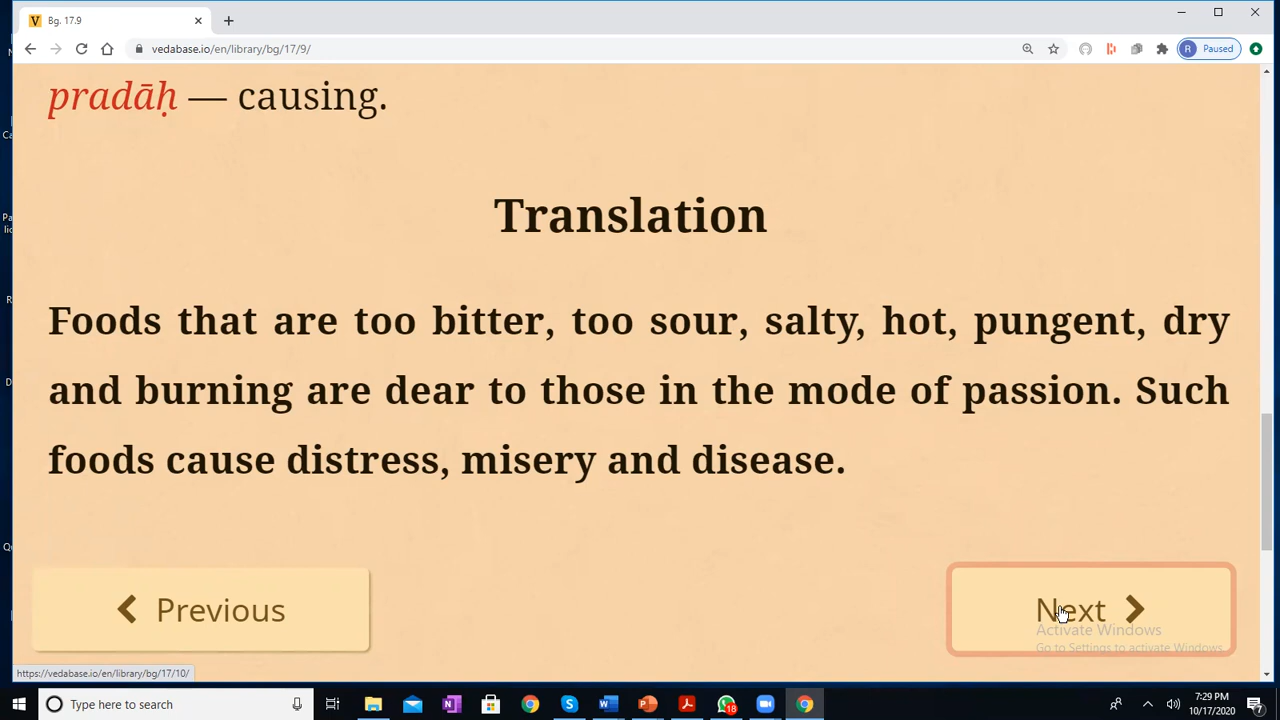 Bg. 17.9
vedabase.io/en/library/bg/17/9/
R Paused
pradāḥ — causing.
Translation
Foods that are too bitter, too sour, salty, hot, pungent, dry
and burning are dear to those in the mode of passion. Such
foods cause distress, misery and disease.
Previous
Next
Activate Windows
Go to Settings to activate Windows.
https://vedabase.io/en/library/bg/17/10/
Type here to search
18
7:29 PM
10/17/2020
7